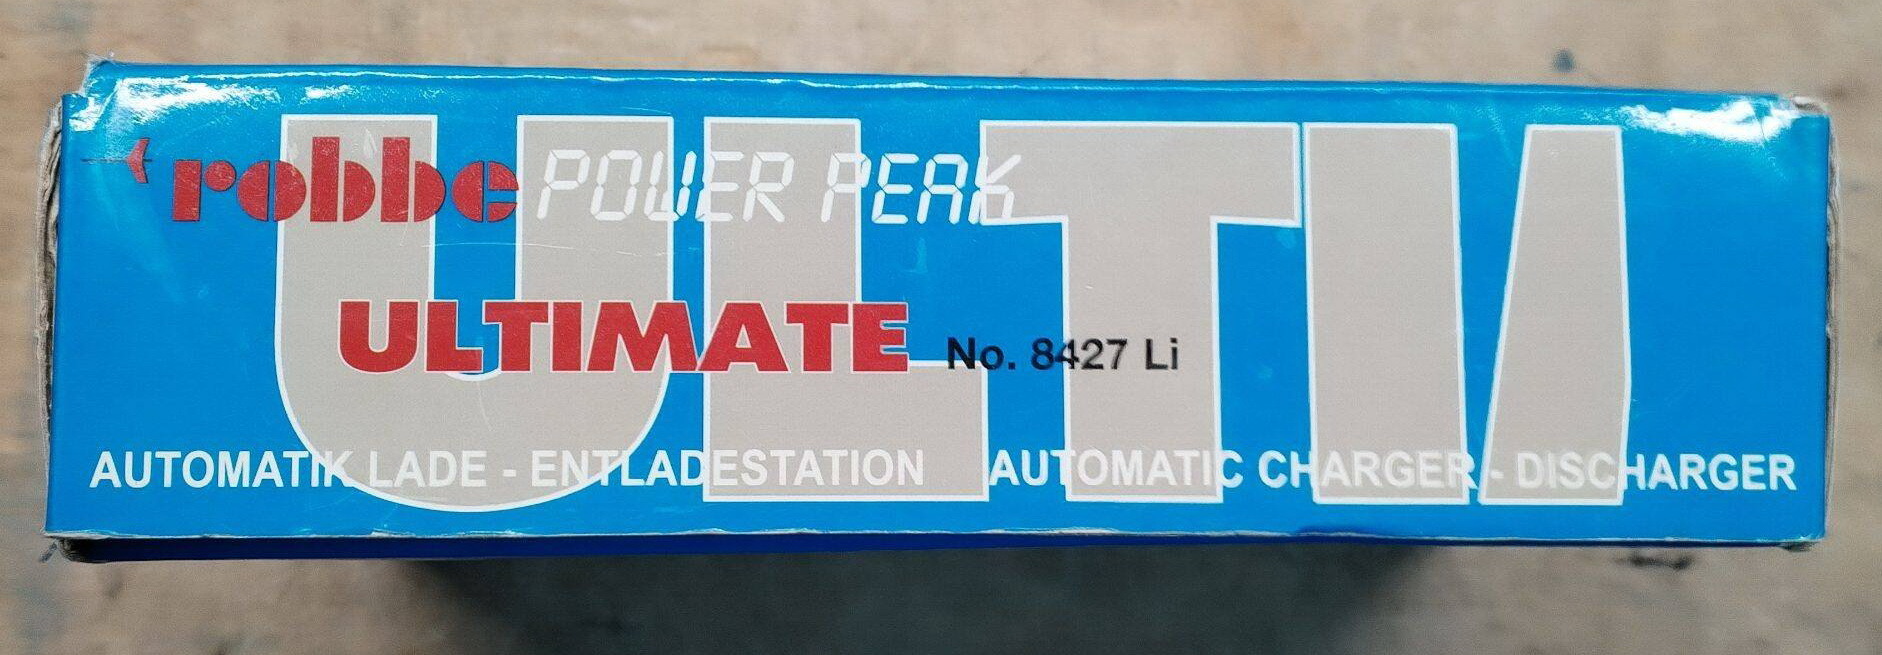 robbe POWER PEAK
ULTI
ULTIMATE No. 8427 Li
AUTOMATIK LADE - ENTLADESTATION AUTOMATIC CHARGER - DISCHARGER